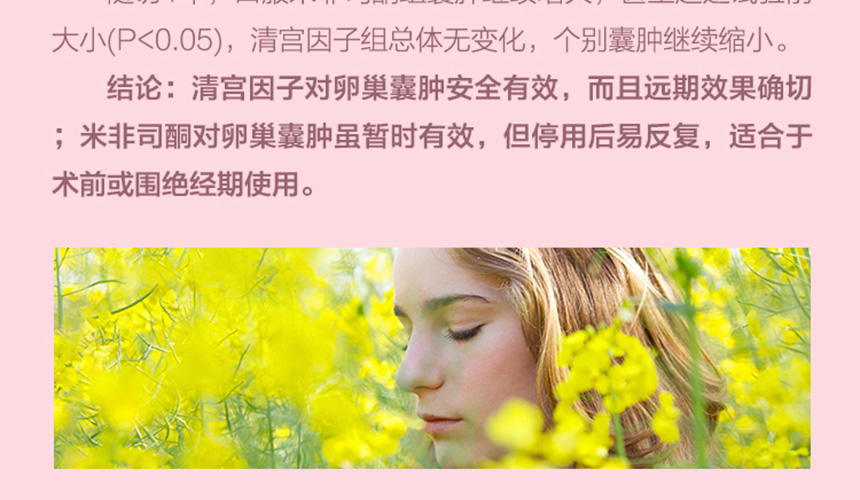 大小(P<0.05)，清宫因子组总体无变化，个别囊肿继续缩小。
结论：清宫因子对卵巢囊肿安全有效，而且远期效果确切
；米非司酮对卵巢囊肿虽暂时有效，但停用后易反复，适合于
术前或围绝经期使用。